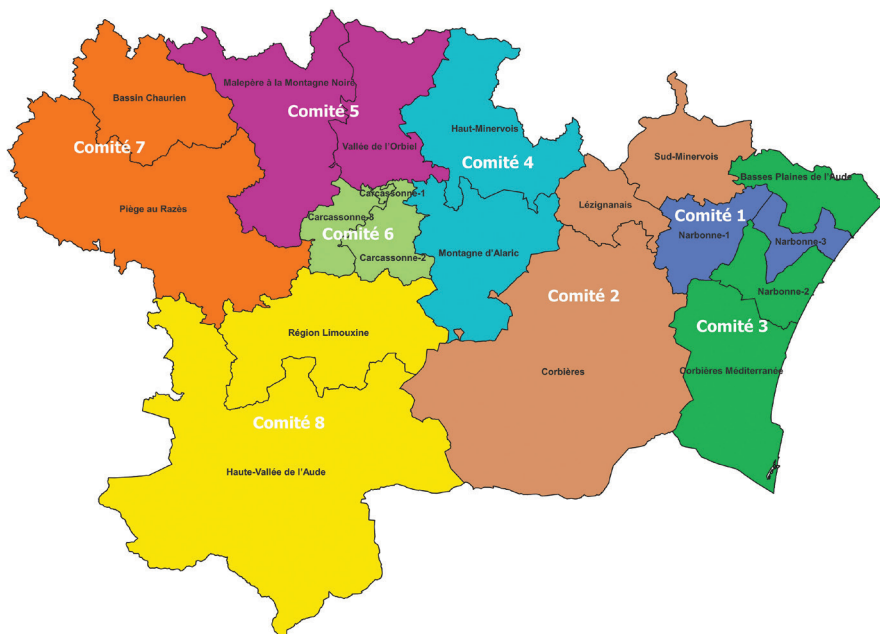 Bassin Chaurien
Comité 7
Piège au Razès
Malepère à la Montagne Noire
Comité 5
Vallée de l'Orbiel
Haut-Minervois
Comité 4
Montagne d'Alaric
Carcassonne-1
Carcassonne-3
Comité 6
Carcassonne-2
Sud-Minervois
Lézignanais
Comité 2
Corbières
Basses Plaines de l'Aude
Comité 1
Narbonne-1
Narbonne-3
Narbonne-2
Comité 3
Corbières Méditerranée
Région Limouxine
Comité 8
Haute-Vallée de l'Aude